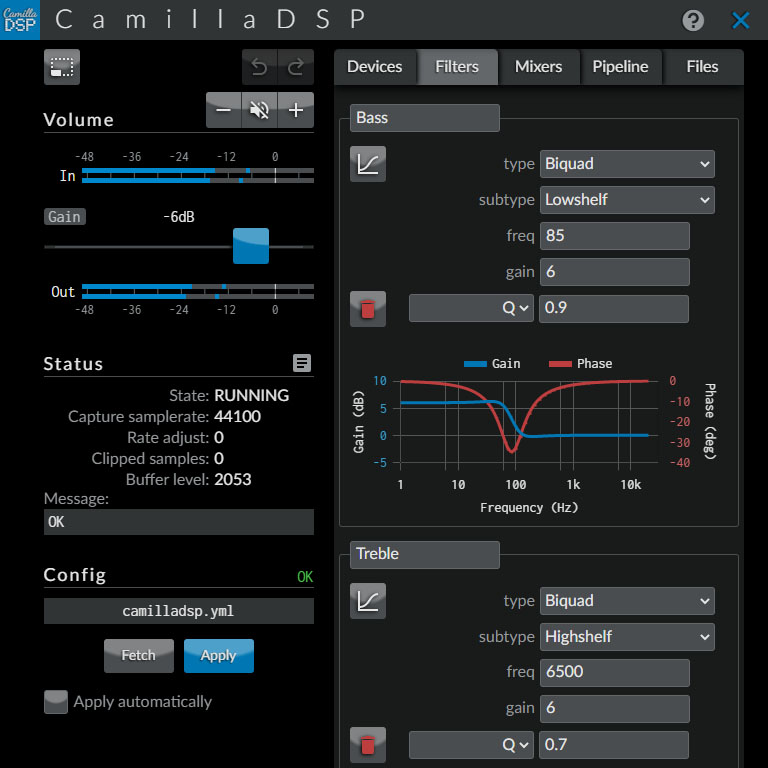 Camilla
DSP
CamillaDSP
?
Volume
-48 -36 -24 -12 0
In
Gain -6dB
Out
-48 -36 -24 -12 0
Status
State: RUNNING
Capture samplerate: 44100
Rate adjust: 0
Clipped samples: 0
Buffer level: 2053
Message:
OK
Config OK
camilladsp.yml
Fetch Apply
Apply automatically
Devices Filters Mixers Pipeline Files
Bass
type Biquad
subtype Lowshelf
freq 85
gain 6
Q 0.9
Gain Phase
10
5
0
-5
Gain (dB)
0
-10
-20
-30
-40
Phase (deg)
1 10 100 1k 10k
Frequency (Hz)
Treble
type Biquad
subtype Highshelf
freq 6500
gain 6
Q 0.7